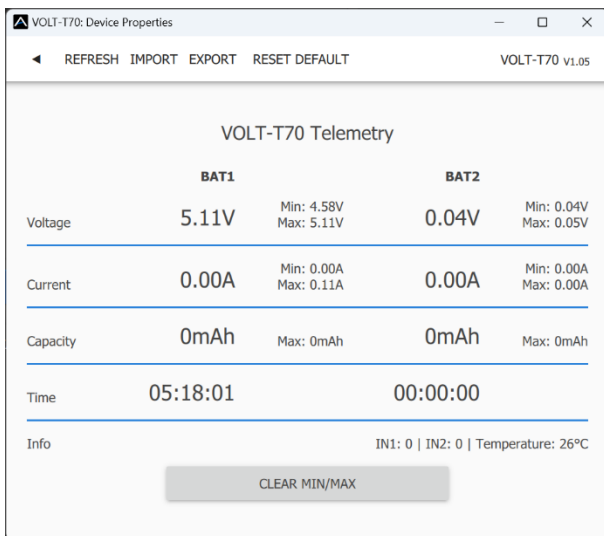 VOLT-T70: Device Properties
REFRESH IMPORT EXPORT RESET DEFAULT VOLT-T70 V1.05
VOLT-T70 Telemetry
BAT1 BAT2
Voltage 5.11V Min: 4.58V Max: 5.11V 0.04V Min: 0.04V Max: 0.05V
Current 0.00A Min: 0.00A Max: 0.11A 0.00A Min: 0.00A Max: 0.00A
Capacity 0mAh Max: 0mAh 0mAh Max: 0mAh
Time 05:18:01 00:00:00
Info IN1: 0 | IN2: 0 | Temperature: 26°C
CLEAR MIN/MAX